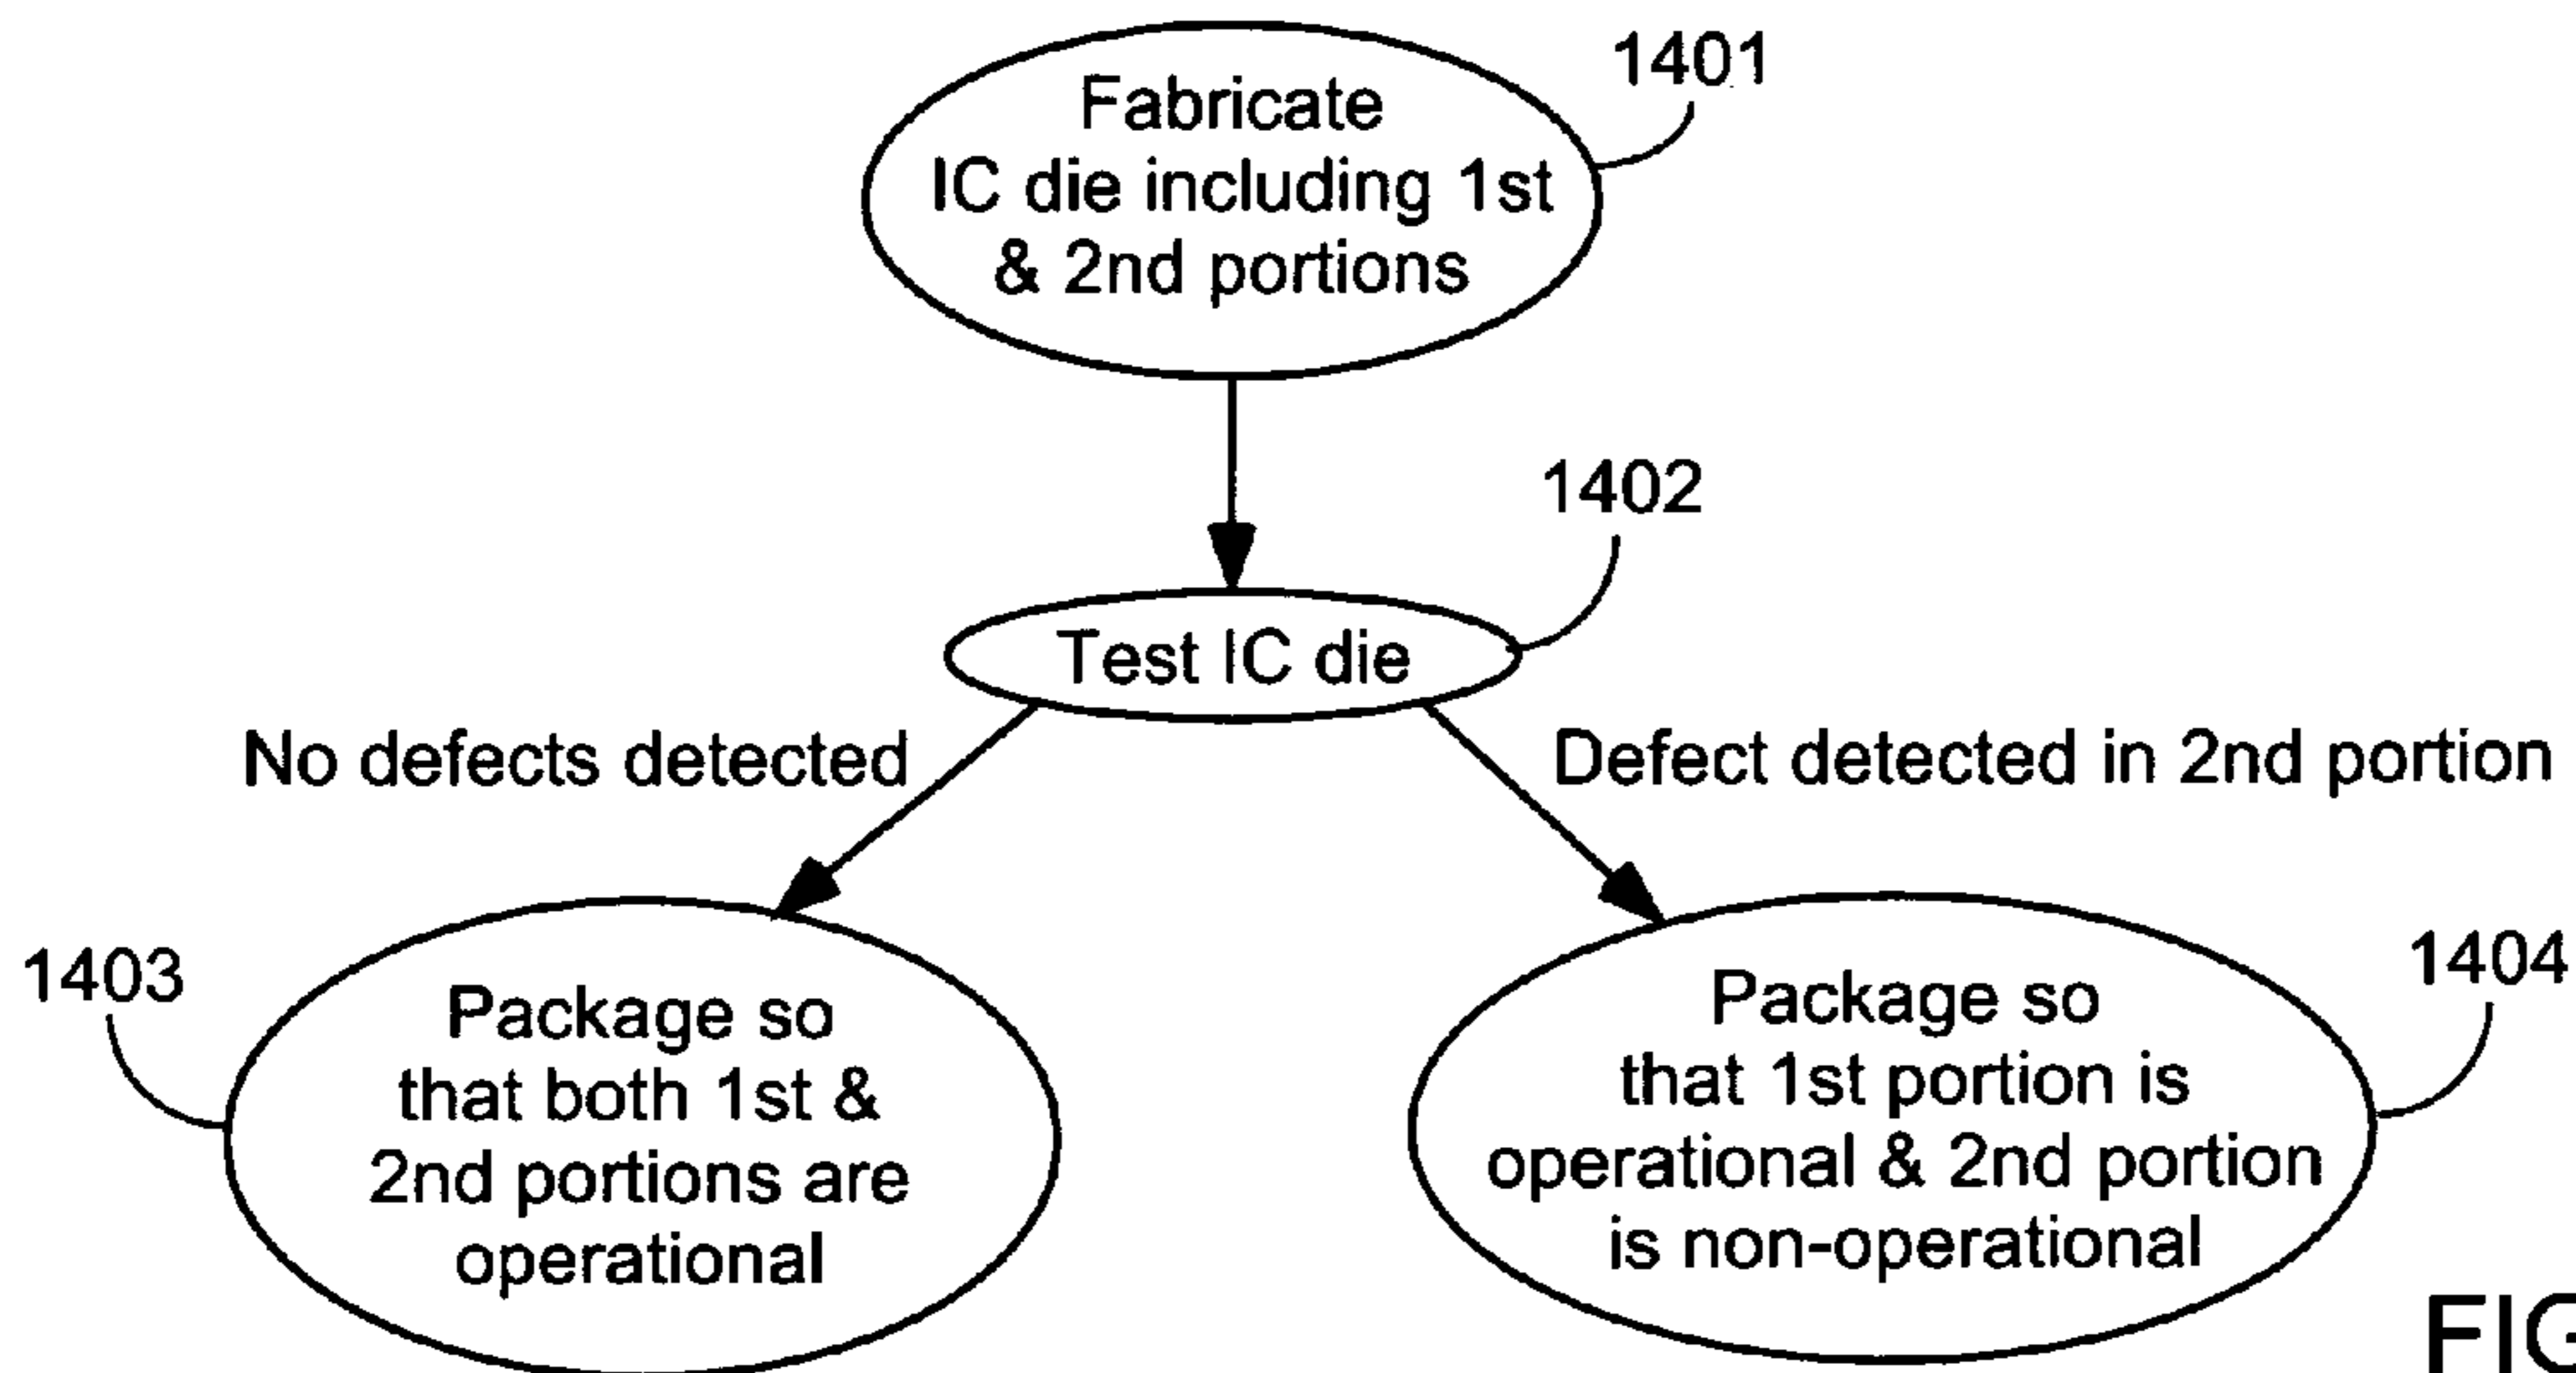 Fabricate
IC die including 1st
& 2nd portions
1401
1402
Test IC die
No defects detected
Defect detected in 2nd portion
1403
Package so
that both 1st &
2nd portions are
operational
Package so
that 1st portion is
operational & 2nd portion
is non-operational
1404